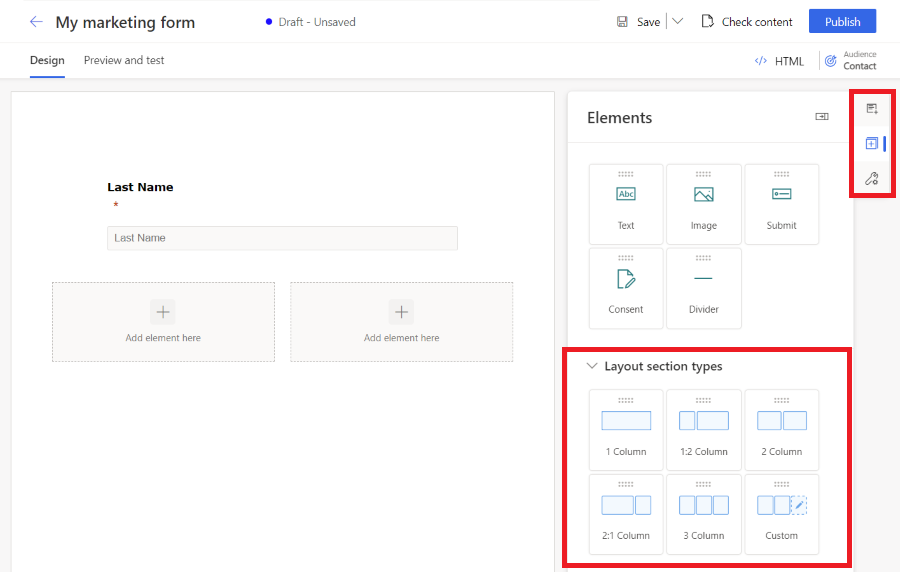 My marketing form
Draft - Unsaved
Save
Check content
Publish
Design
Preview and test
</> HTML
Audience
Contact
Last Name
*
Last Name
Add element here
Add element here
Elements
Abc
Text
Image
Submit
Consent
Divider
Layout section types
1 Column
1:2 Column
2 Column
2:1 Column
3 Column
Custom